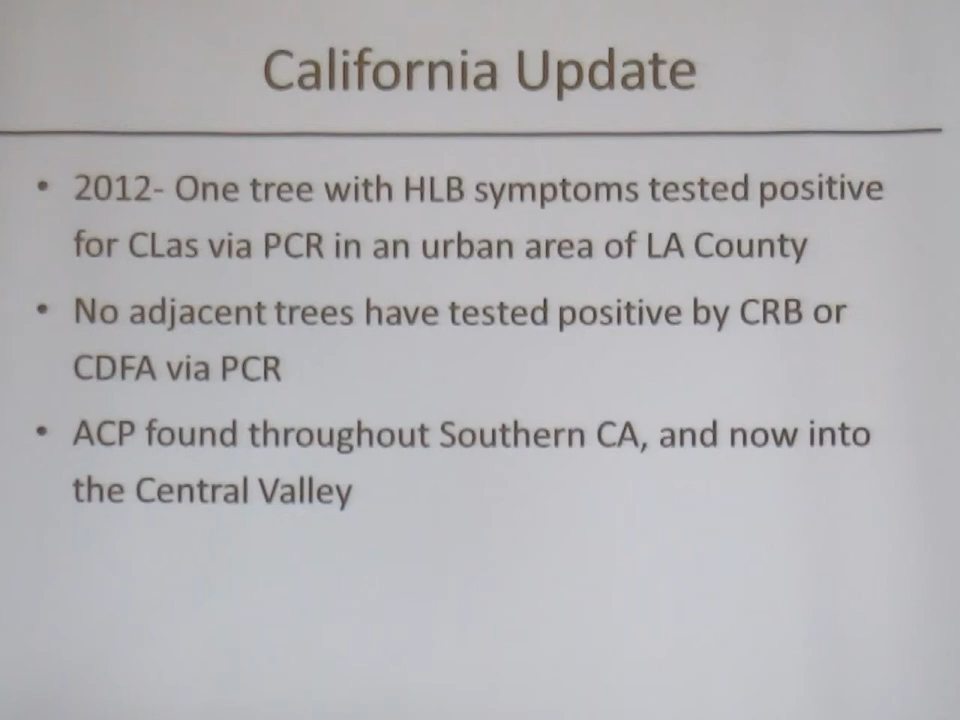 California Update
• 2012- One tree with HLB symptoms tested positive
for CLas via PCR in an urban area of LA County
• No adjacent trees have tested positive by CRB or
CDFA via PCR
• ACP found throughout Southern CA, and now into
the Central Valley